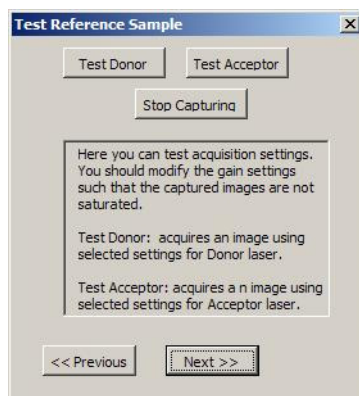 Test Reference Sample
Test Donor Test Acceptor
Stop Capturing
Here you can test acquisition settings.
You should modify the gain settings
such that the captured images are not
saturated.
Test Donor: acquires an image using
selected settings for Donor laser.
Test Acceptor: acquires a n image using
selected settings for Acceptor laser.
<< Previous Next >>